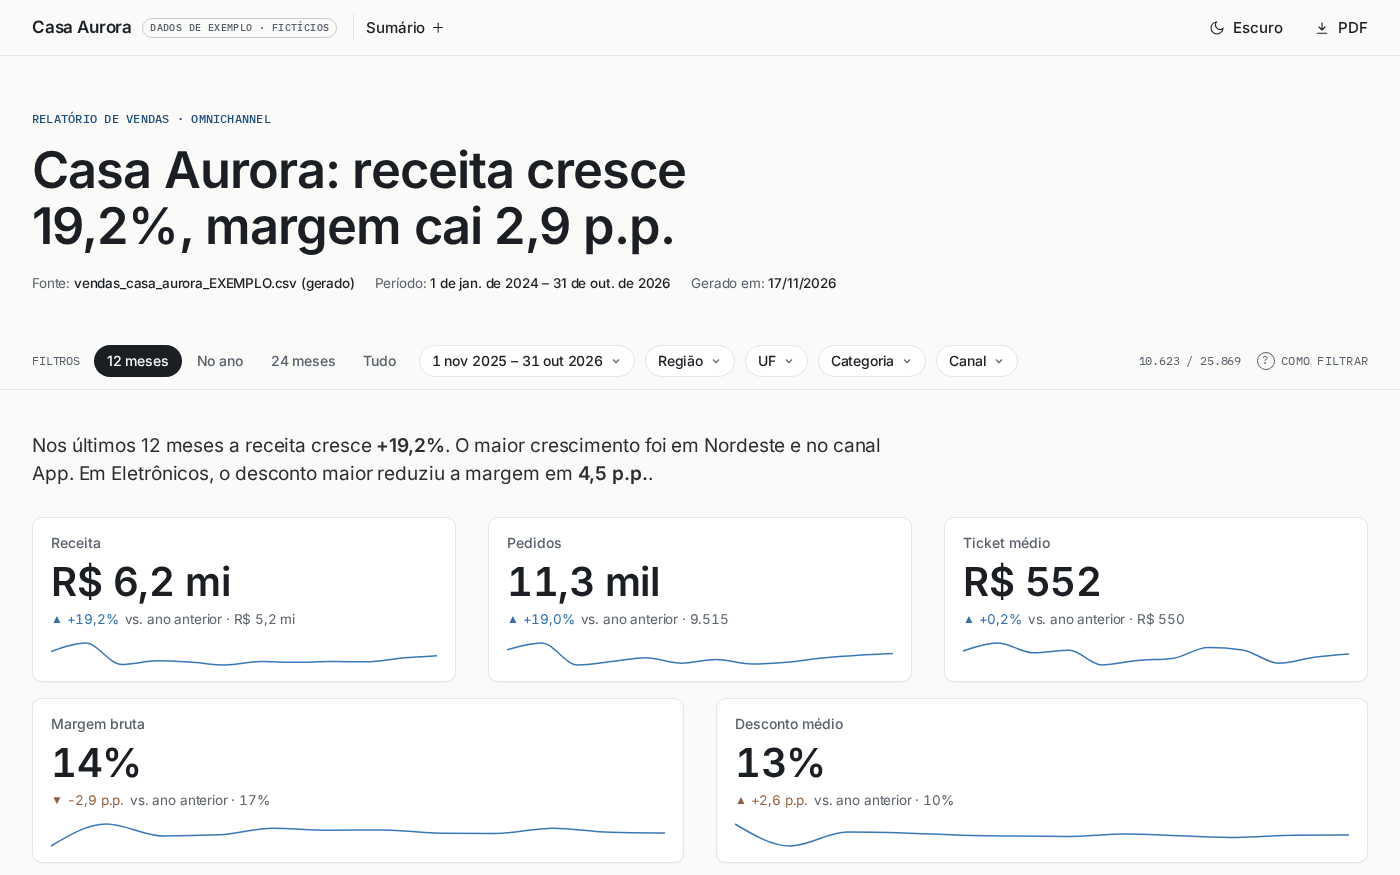 Casa Aurora
DADOS DE EXEMPLO · FICTÍCIOS
Sumário +
Escuro
PDF
RELATÓRIO DE VENDAS · OMNICHANNEL
Casa Aurora: receita cresce
19,2%, margem cai 2,9 p.p.
Fonte: vendas_casa_aurora_EXEMPLO.csv (gerado) Período: 1 de jan. de 2024 – 31 de out. de 2026 Gerado em: 17/11/2026
FILTROS 12 meses No ano 24 meses Tudo 1 nov 2025 – 31 out 2026 Região UF Categoria Canal 10.623 / 25.869 ? COMO FILTRAR
Nos últimos 12 meses a receita cresce +19,2%. O maior crescimento foi em Nordeste e no canal
App. Em Eletrônicos, o desconto maior reduziu a margem em 4,5 p.p..
Receita
R$ 6,2 mi
▲ +19,2% vs. ano anterior · R$ 5,2 mi
Pedidos
11,3 mil
▲ +19,0% vs. ano anterior · 9.515
Ticket médio
R$ 552
▲ +0,2% vs. ano anterior · R$ 550
Margem bruta
14%
▼ -2,9 p.p. vs. ano anterior · 17%
Desconto médio
13%
▲ +2,6 p.p. vs. ano anterior · 10%